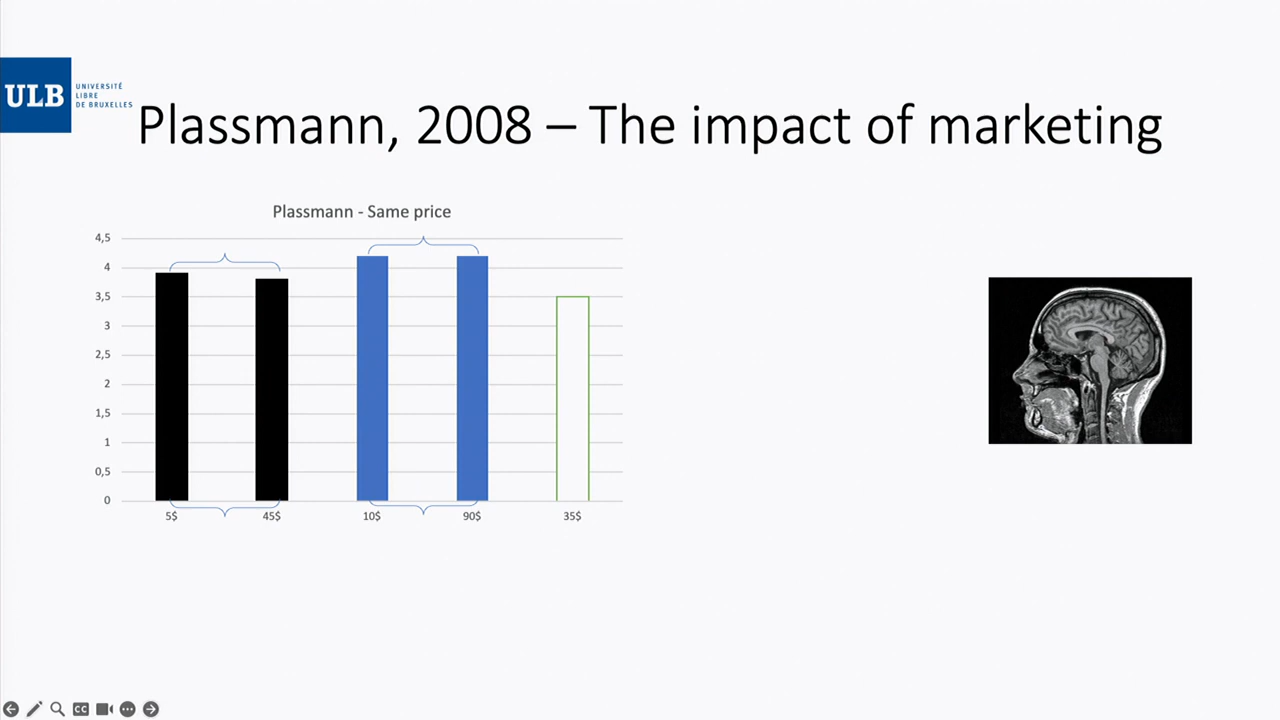 ULB
UNIVERSITÉ
LIBRE
DE BRUXELLES
Plassmann, 2008 – The impact of marketing
Plassmann - Same price
4,5
4
3,5
3
2,5
2
1,5
1
0,5
0
5$ 45$ 10$ 90$ 35$
CC